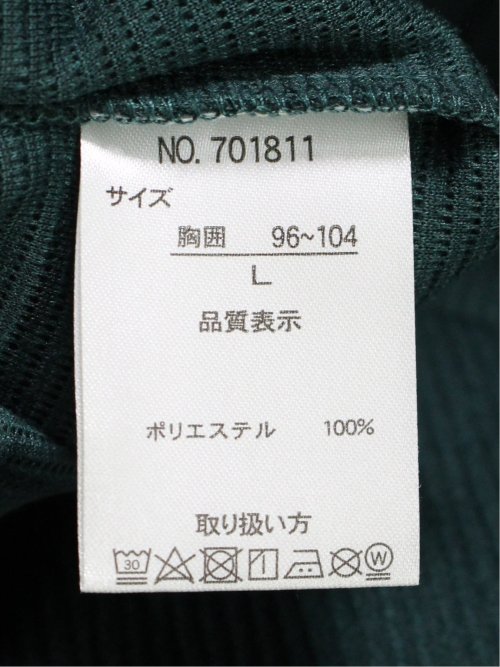 NO. 701811
サイズ
胸囲 96~104
L
品質表示
ポリエステル 100%
取り扱い方
30 W